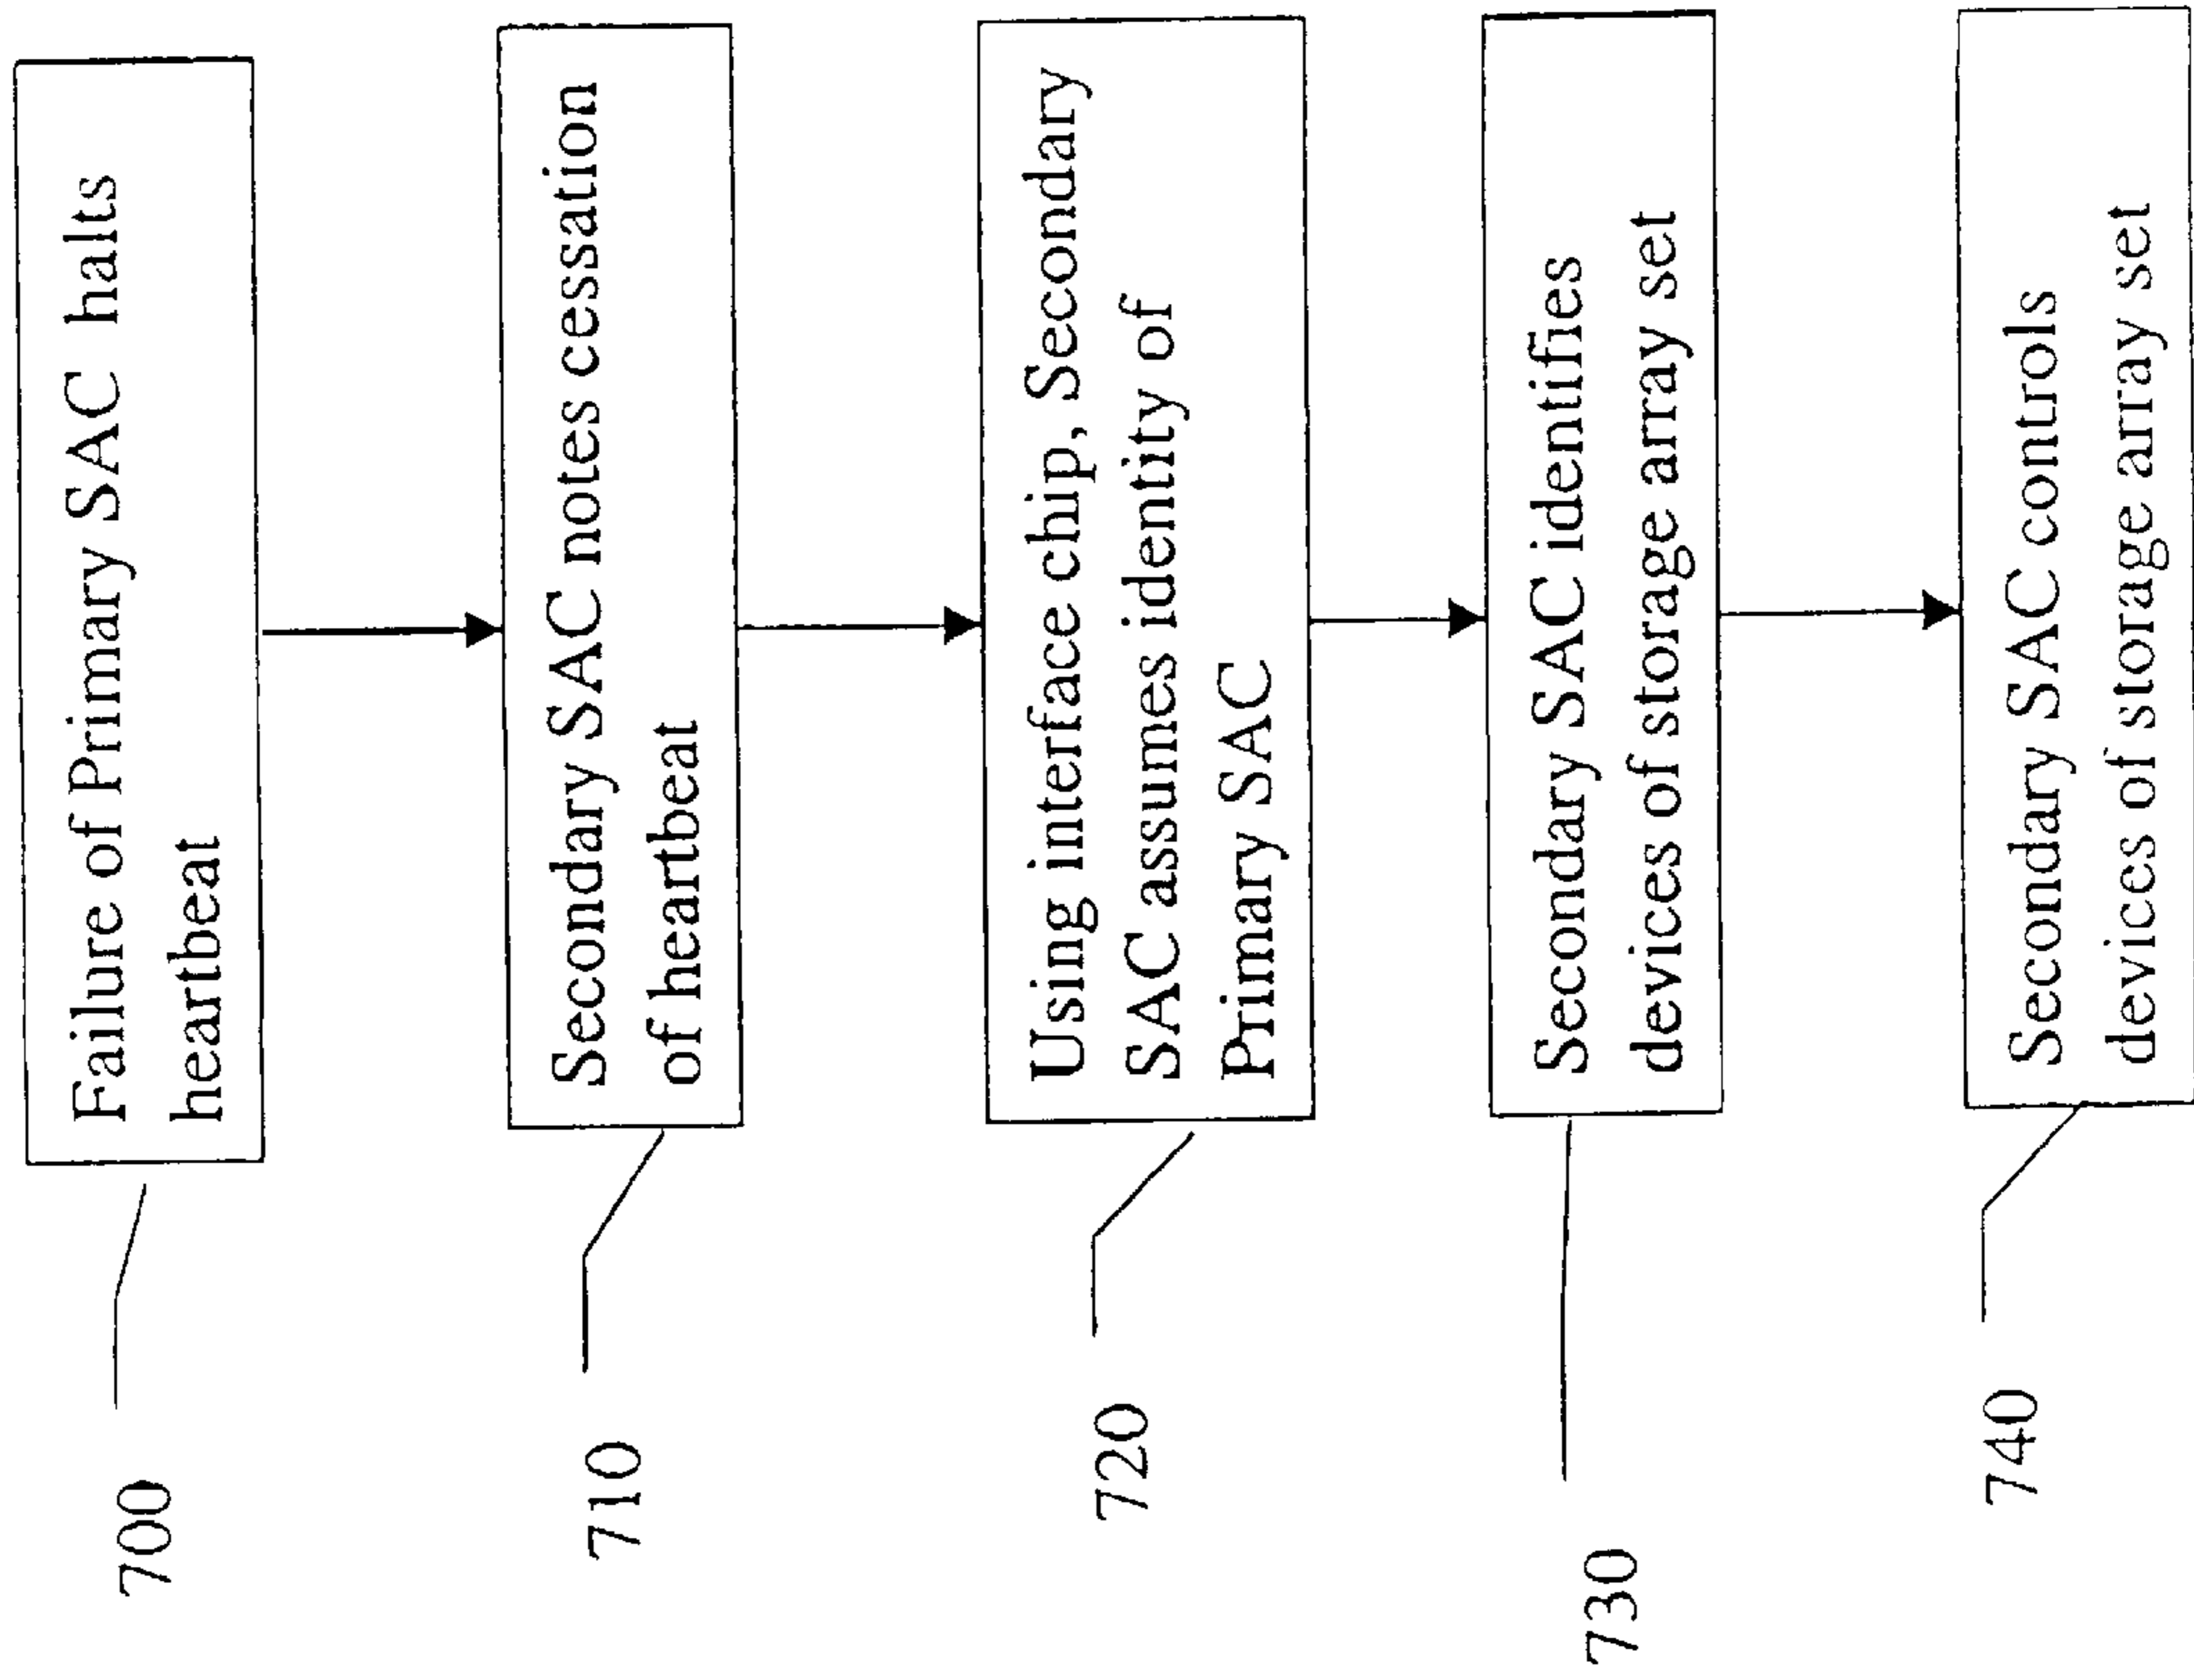 700
Failure of Primary SAC halts
heartbeat
710
Secondary SAC notes cessation
of heartbeat
720
Using interface chip, Secondary
SAC assumes identity of
Primary SAC
730
Secondary SAC identifies
devices of storage array set
740
Secondary SAC controls
devices of storage array set